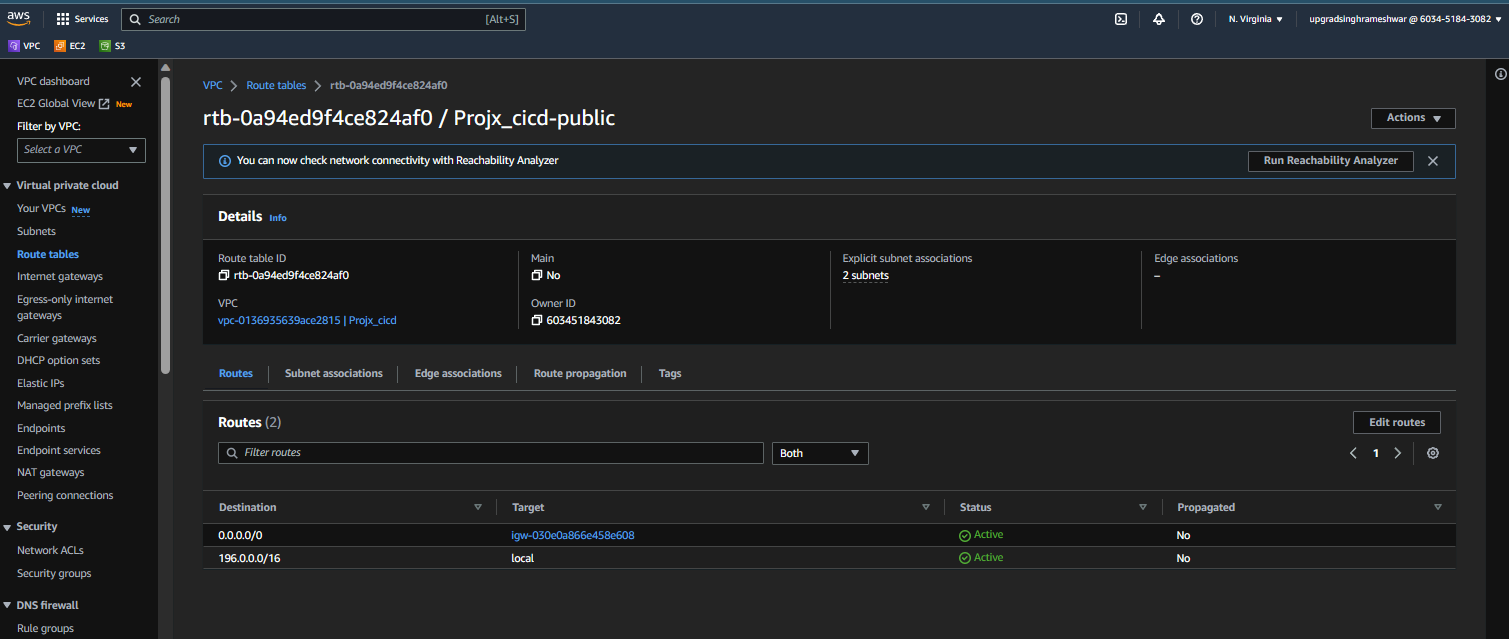 aws Services Search [Alt+S] N. Virginia upgradsinghrameshwar @ 6034-5184-3082
VPC EC2 S3
VPC dashboard
EC2 Global View New
Filter by VPC:
Select a VPC
Virtual private cloud
Your VPCs New
Subnets
Route tables
Internet gateways
Egress-only internet
gateways
Carrier gateways
DHCP option sets
Elastic IPs
Managed prefix lists
Endpoints
Endpoint services
NAT gateways
Peering connections
Security
Network ACLs
Security groups
DNS firewall
Rule groups
VPC Route tables rtb-0a94ed9f4ce824af0
rtb-0a94ed9f4ce824af0 / Projx_cicd-public
Actions
You can now check network connectivity with Reachability Analyzer
Run Reachability Analyzer
Details Info
Route table ID
rtb-0a94ed9f4ce824af0
VPC
vpc-0136935639ace2815 | Projx_cicd
Main
No
Owner ID
603451843082
Explicit subnet associations
2 subnets
Edge associations
–
Routes Subnet associations Edge associations Route propagation Tags
Routes (2)
Edit routes
Filter routes Both 1
Destination Target Status Propagated
0.0.0.0/0 igw-030e0a866e458e608 Active No
196.0.0.0/16 local Active No